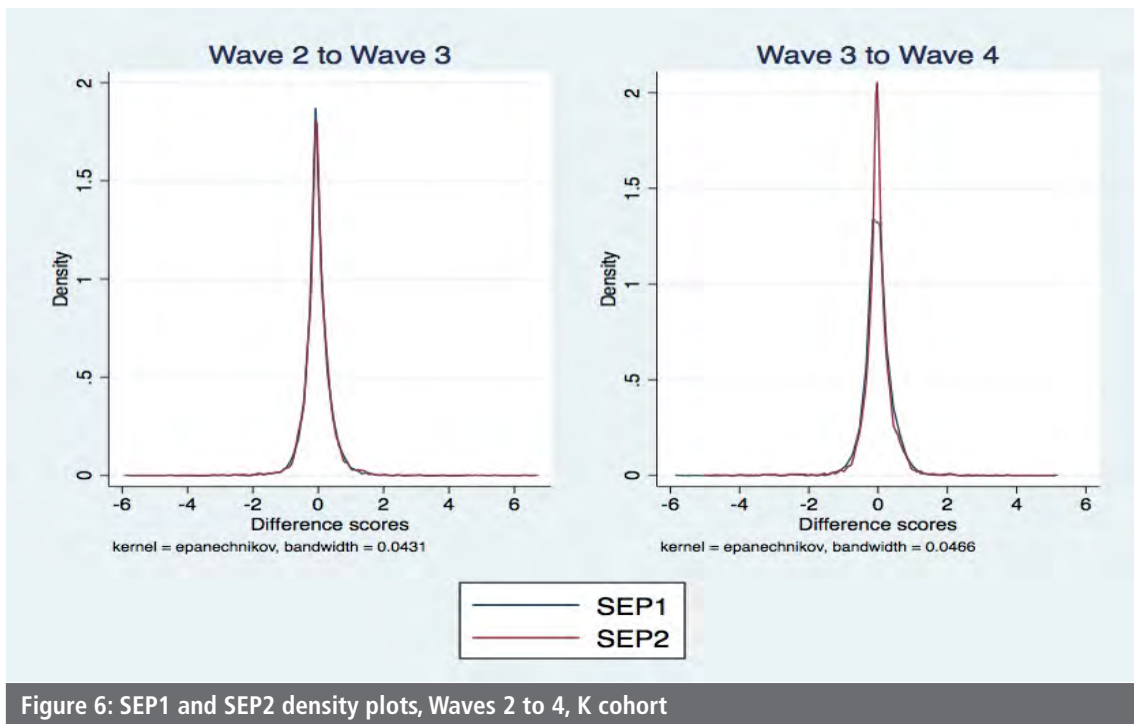 Wave 2 to Wave 3
2
1.5
1
.5
0
Density
-6 -4 -2 0 2 4 6
Difference scores
kernel = epanechnikov, bandwidth = 0.0431
Wave 3 to Wave 4
2
1.5
1
.5
0
Density
-6 -4 -2 0 2 4 6
Difference scores
kernel = epanechnikov, bandwidth = 0.0466
SEP1
SEP2
Figure 6: SEP1 and SEP2 density plots, Waves 2 to 4, K cohort